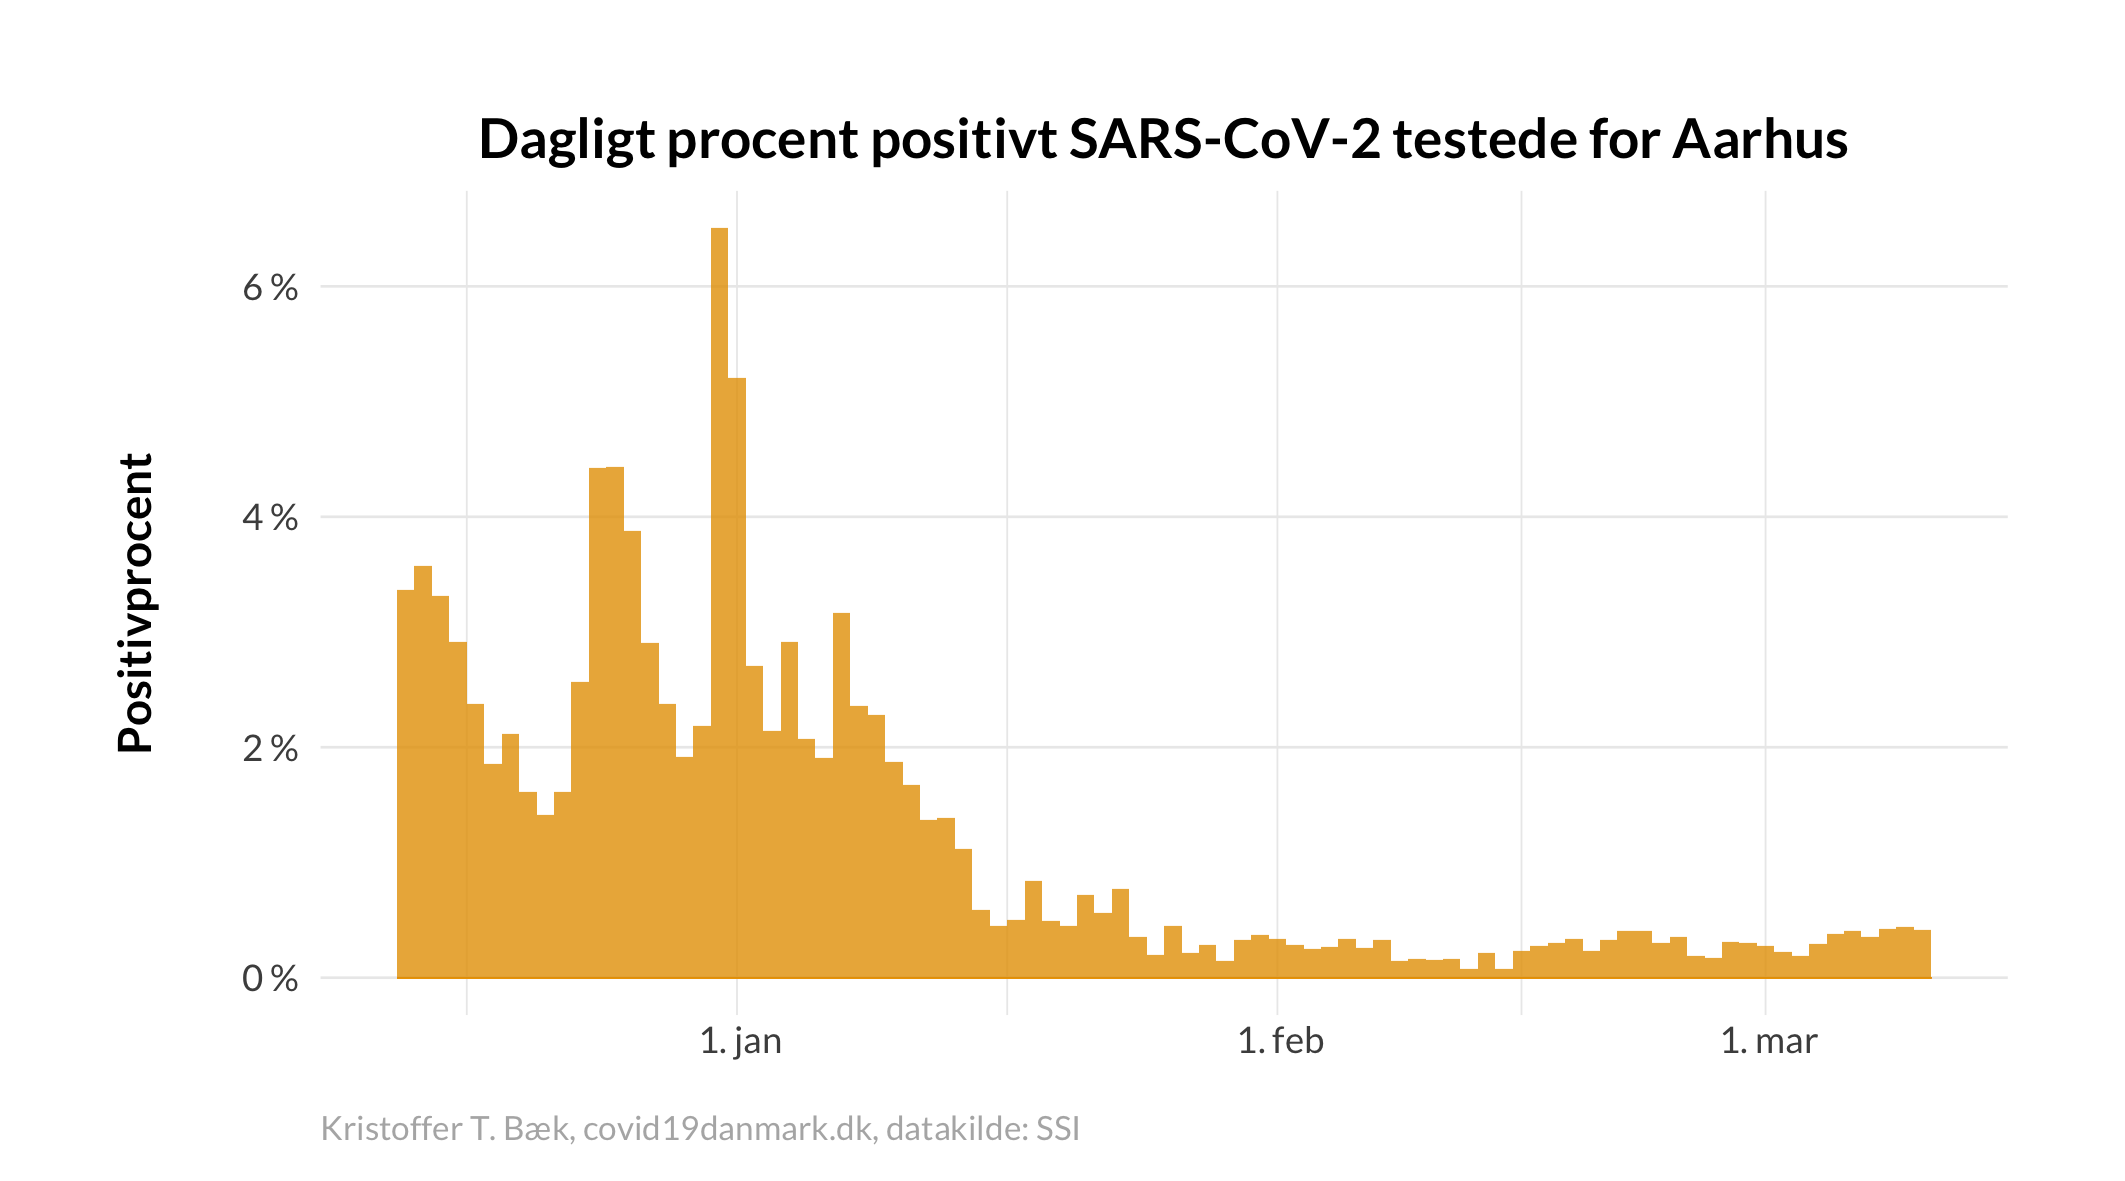 Dagligt procent positivt SARS-CoV-2 testede for Aarhus
Positivprocent
6 %
4 %
2 %
0 %
1. jan
1. feb
1. mar
Kristoffer T. Bæk, covid19danmark.dk, datakilde: SSI